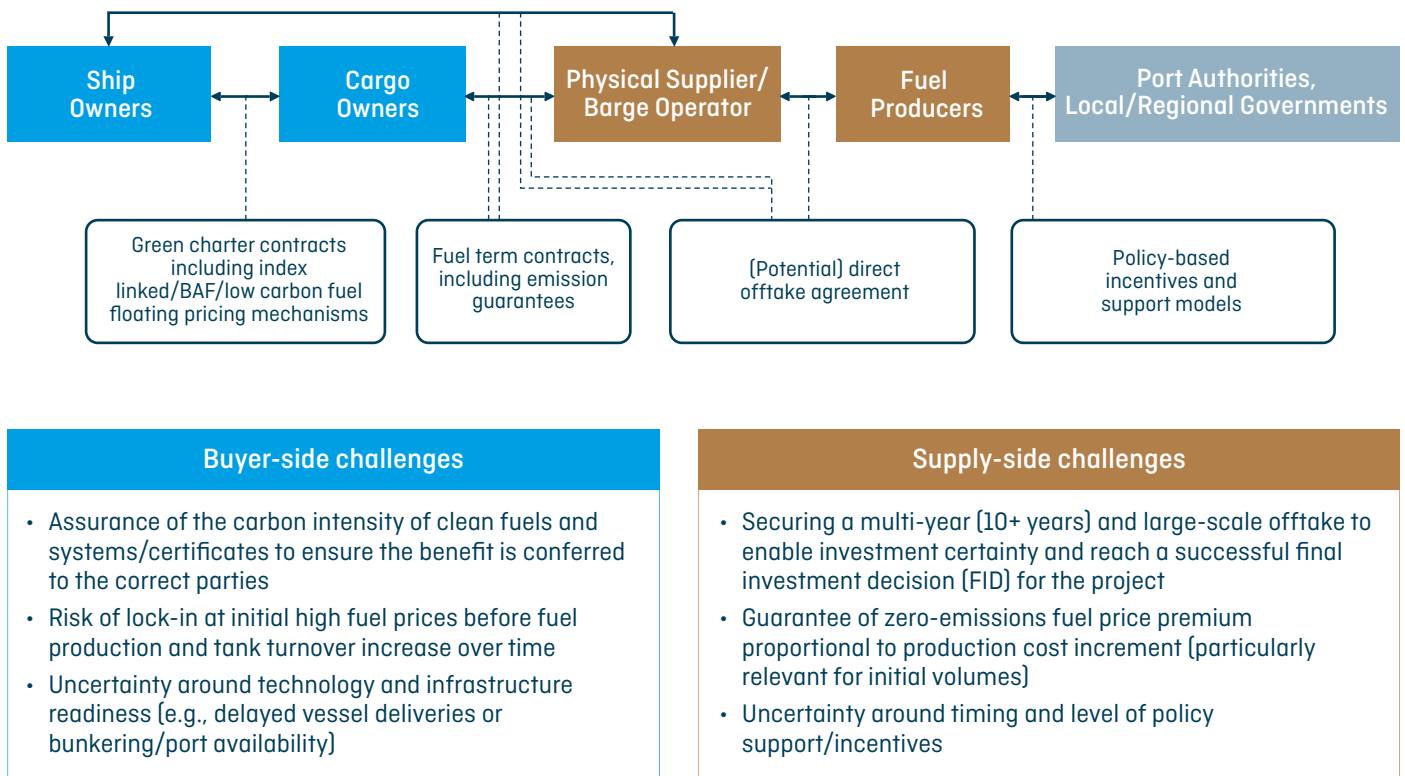 Ship
Owners
Cargo
Owners
Physical Supplier/
Barge Operator
Fuel
Producers
Port Authorities,
Local/Regional Governments
Green charter contracts
including index
linked/BAF/low carbon fuel
floating pricing mechanisms
Fuel term contracts,
including emission
guarantees
(Potential) direct
offtake agreement
Policy-based
incentives and
support models
Buyer-side challenges
• Assurance of the carbon intensity of clean fuels and
systems/certificates to ensure the benefit is conferred
to the correct parties
• Risk of lock-in at initial high fuel prices before fuel
production and tank turnover increase over time
• Uncertainty around technology and infrastructure
readiness (e.g., delayed vessel deliveries or
bunkering/port availability)
Supply-side challenges
• Securing a multi-year (10+ years) and large-scale offtake to
enable investment certainty and reach a successful final
investment decision (FID) for the project
• Guarantee of zero-emissions fuel price premium
proportional to production cost increment (particularly
relevant for initial volumes)
• Uncertainty around timing and level of policy
support/incentives